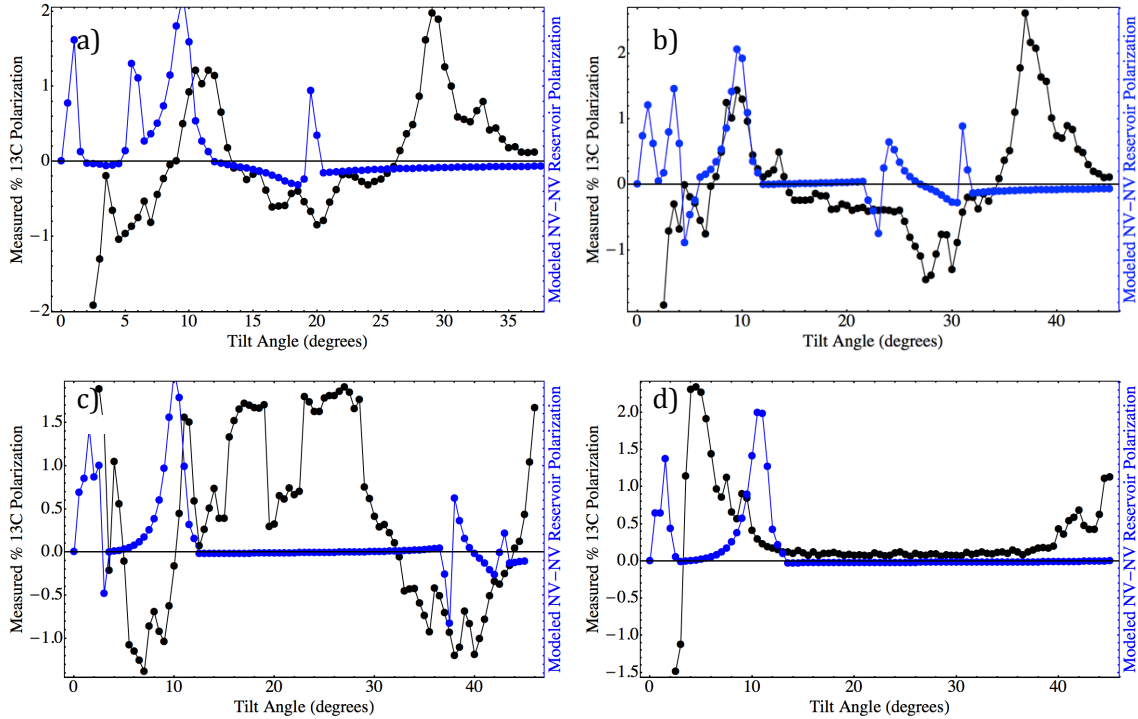 a)
Measured % 13C Polarization
2
1
0
−1
−2
0 5 10 15 20 25 30 35
Tilt Angle (degrees)
Modeled NV-NV Reservoir Polarization
b)
Measured % 13C Polarization
2
1
0
−1
0 10 20 30 40
Tilt Angle (degrees)
Modeled NV-NV Reservoir Polarization
c)
Measured % 13C Polarization
1.5
1.0
0.5
0.0
−1.0
0 10 20 30 40
Tilt Angle (degrees)
Modeled NV-NV Reservoir Polarization
d)
Measured % 13C Polarization
2.0
1.5
1.0
0.5
0.0
−0.5
−1.0
−1.5
0 10 20 30 40
Tilt Angle (degrees)
Modeled NV-NV Reservoir Polarization